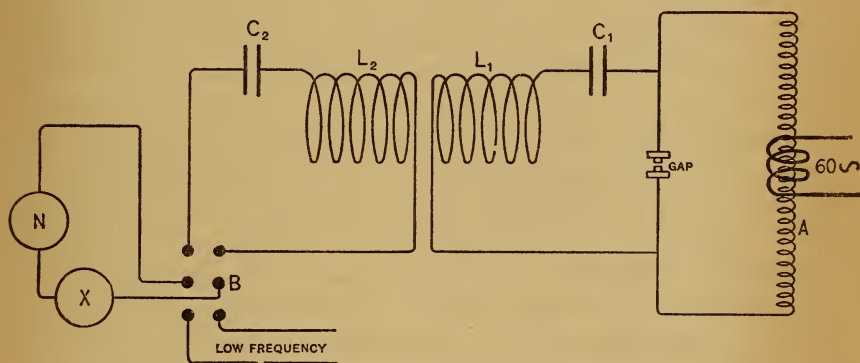 C₂
L₂
L₁
C₁
GAP
60 ~
A
N
X
B
LOW FREQUENCY